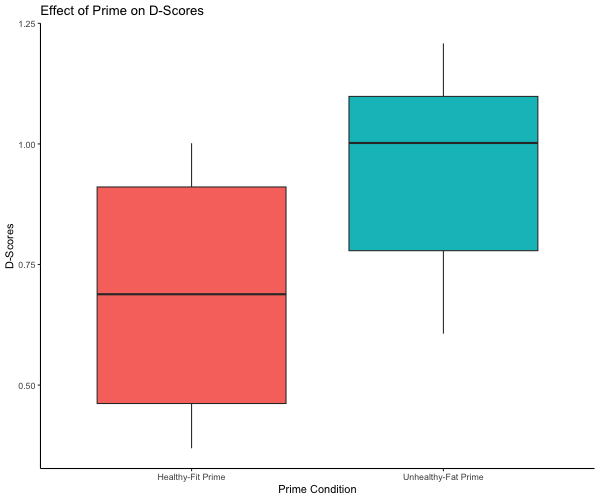 Effect of Prime on D-Scores
1.25
1.00
0.75
0.50
D-Scores
Healthy-Fit Prime
Unhealthy-Fat Prime
Prime Condition